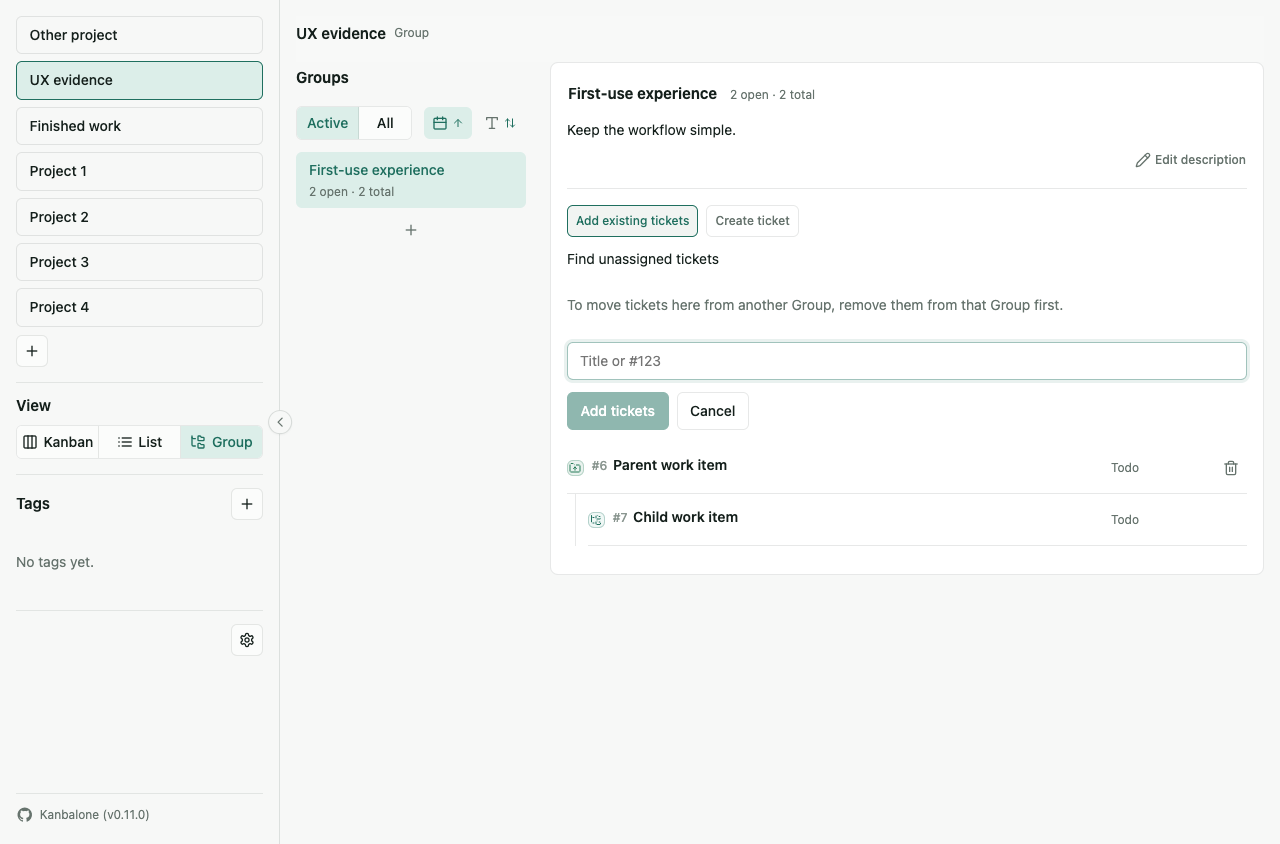 Other project
UX evidence
Finished work
Project 1
Project 2
Project 3
Project 4
View
Kanban List Group
Tags
No tags yet.
Kanbalone (v0.11.0)
UX evidence Group
Groups
Active All
First-use experience
2 open · 2 total
First-use experience 2 open · 2 total
Keep the workflow simple.
Edit description
Add existing tickets Create ticket
Find unassigned tickets
To move tickets here from another Group, remove them from that Group first.
Title or #123
Add tickets Cancel
#6 Parent work item Todo
#7 Child work item Todo